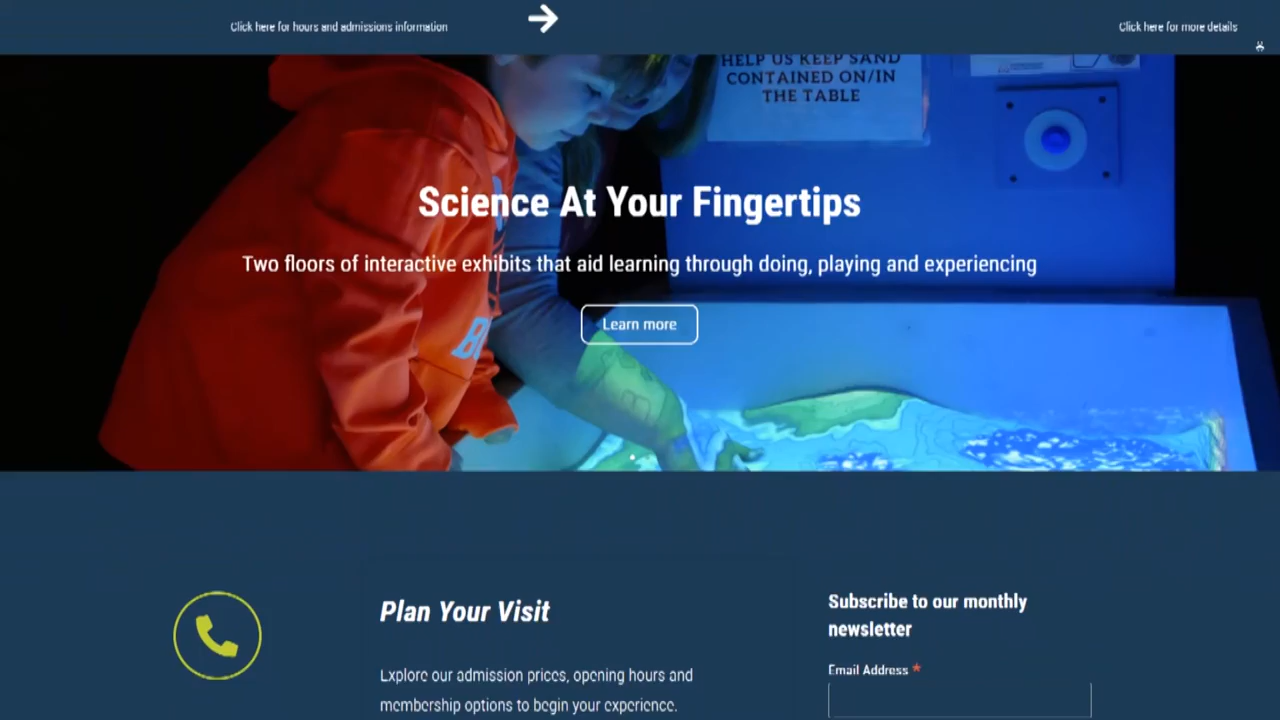 Click here for hours and admissions information
Click here for more details
HELP US KEEP SAND
CONTAINED ON/IN
THE TABLE
Science At Your Fingertips
Two floors of interactive exhibits that aid learning through doing, playing and experiencing
Learn more
Plan Your Visit
Explore our admission prices, opening hours and
membership options to begin your experience.
Subscribe to our monthly
newsletter
Email Address *